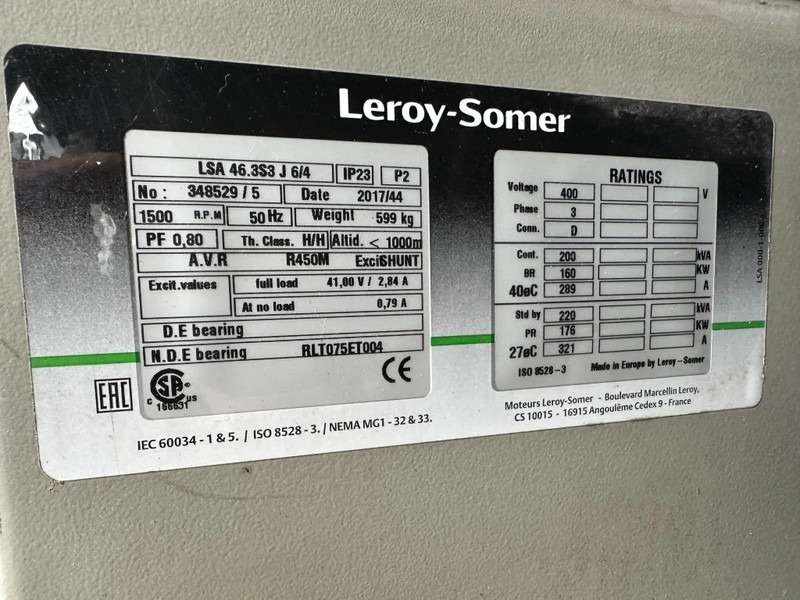 Leroy-Somer
LSA 46.3S3 J 6/4 IP23 P2
No : 348529 / 5 Date 2017/44
1500 R.P.M 50 Hz Weight 599 kg
PF 0,80 Th. Class. H/H Altid. < 1000m
A.V.R R450M Excit SHUNT
Excit.values full load 41,00 V / 2,84 A
At no load 0,79 A
D.E bearing
N.D.E bearing RLT075ET004
EAC
CSA
C US
166631
CE
IEC 60034 - 1 & 5. / ISO 8528 - 3. / NEMA MG1 - 32 & 33.
RATINGS
Voltage 400 V
Phase 3
Conn. D
Cont. 200 kVA
BR 160 KW
40øC 289 A
Std by 220 kVA
PR 176 KW
27øC 321 A
ISO 8528-3 Made in Europe by Leroy-Somer
Moteurs Leroy-Somer - Boulevard Marcellin Leroy,
CS 10015 - 16915 Angoulême Cedex 9 - France